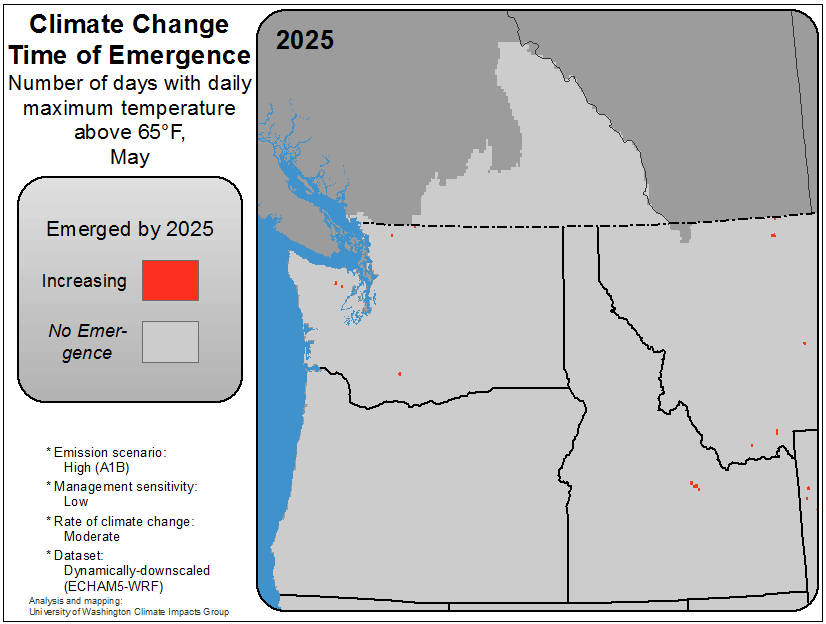 Climate Change
Time of Emergence
Number of days with daily
maximum temperature
above 65°F,
May
2025
Emerged by 2025
Increasing
No Emer-
gence
* Emission scenario:
High (A1B)
* Management sensitivity:
Low
* Rate of climate change:
Moderate
* Dataset:
Dynamically-downscaled
(ECHAM5-WRF)
Analysis and mapping:
University of Washington Climate Impacts Group